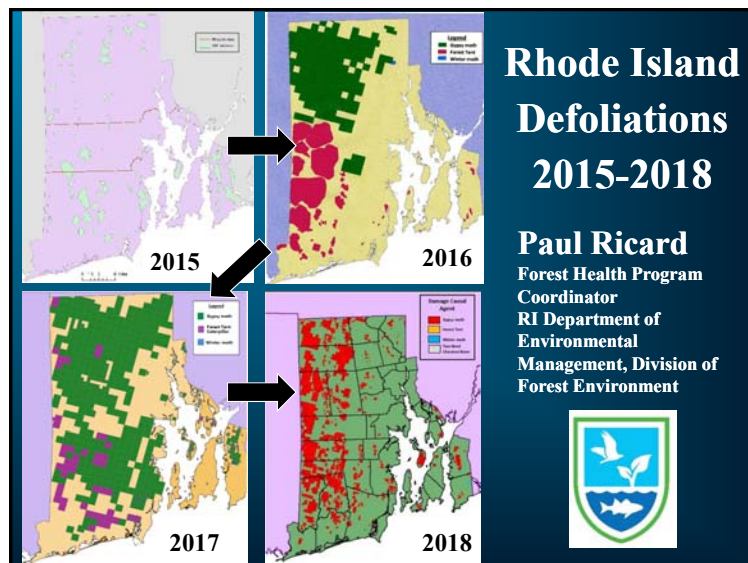 Rhode Island
Defoliations
2015-2018
Paul Ricard
Forest Health Program
Coordinator
RI Department of
Environmental
Management, Division of
Forest Environment
2015
Legend
Gypsy moth
Forest Tent
Winter moth
2016
Legend
Gypsy moth
Forest Tent
Caterpillar
Winter moth
2017
Damage Causal
Agent
Gypsy moth
Forest Tent
Winter moth
2018